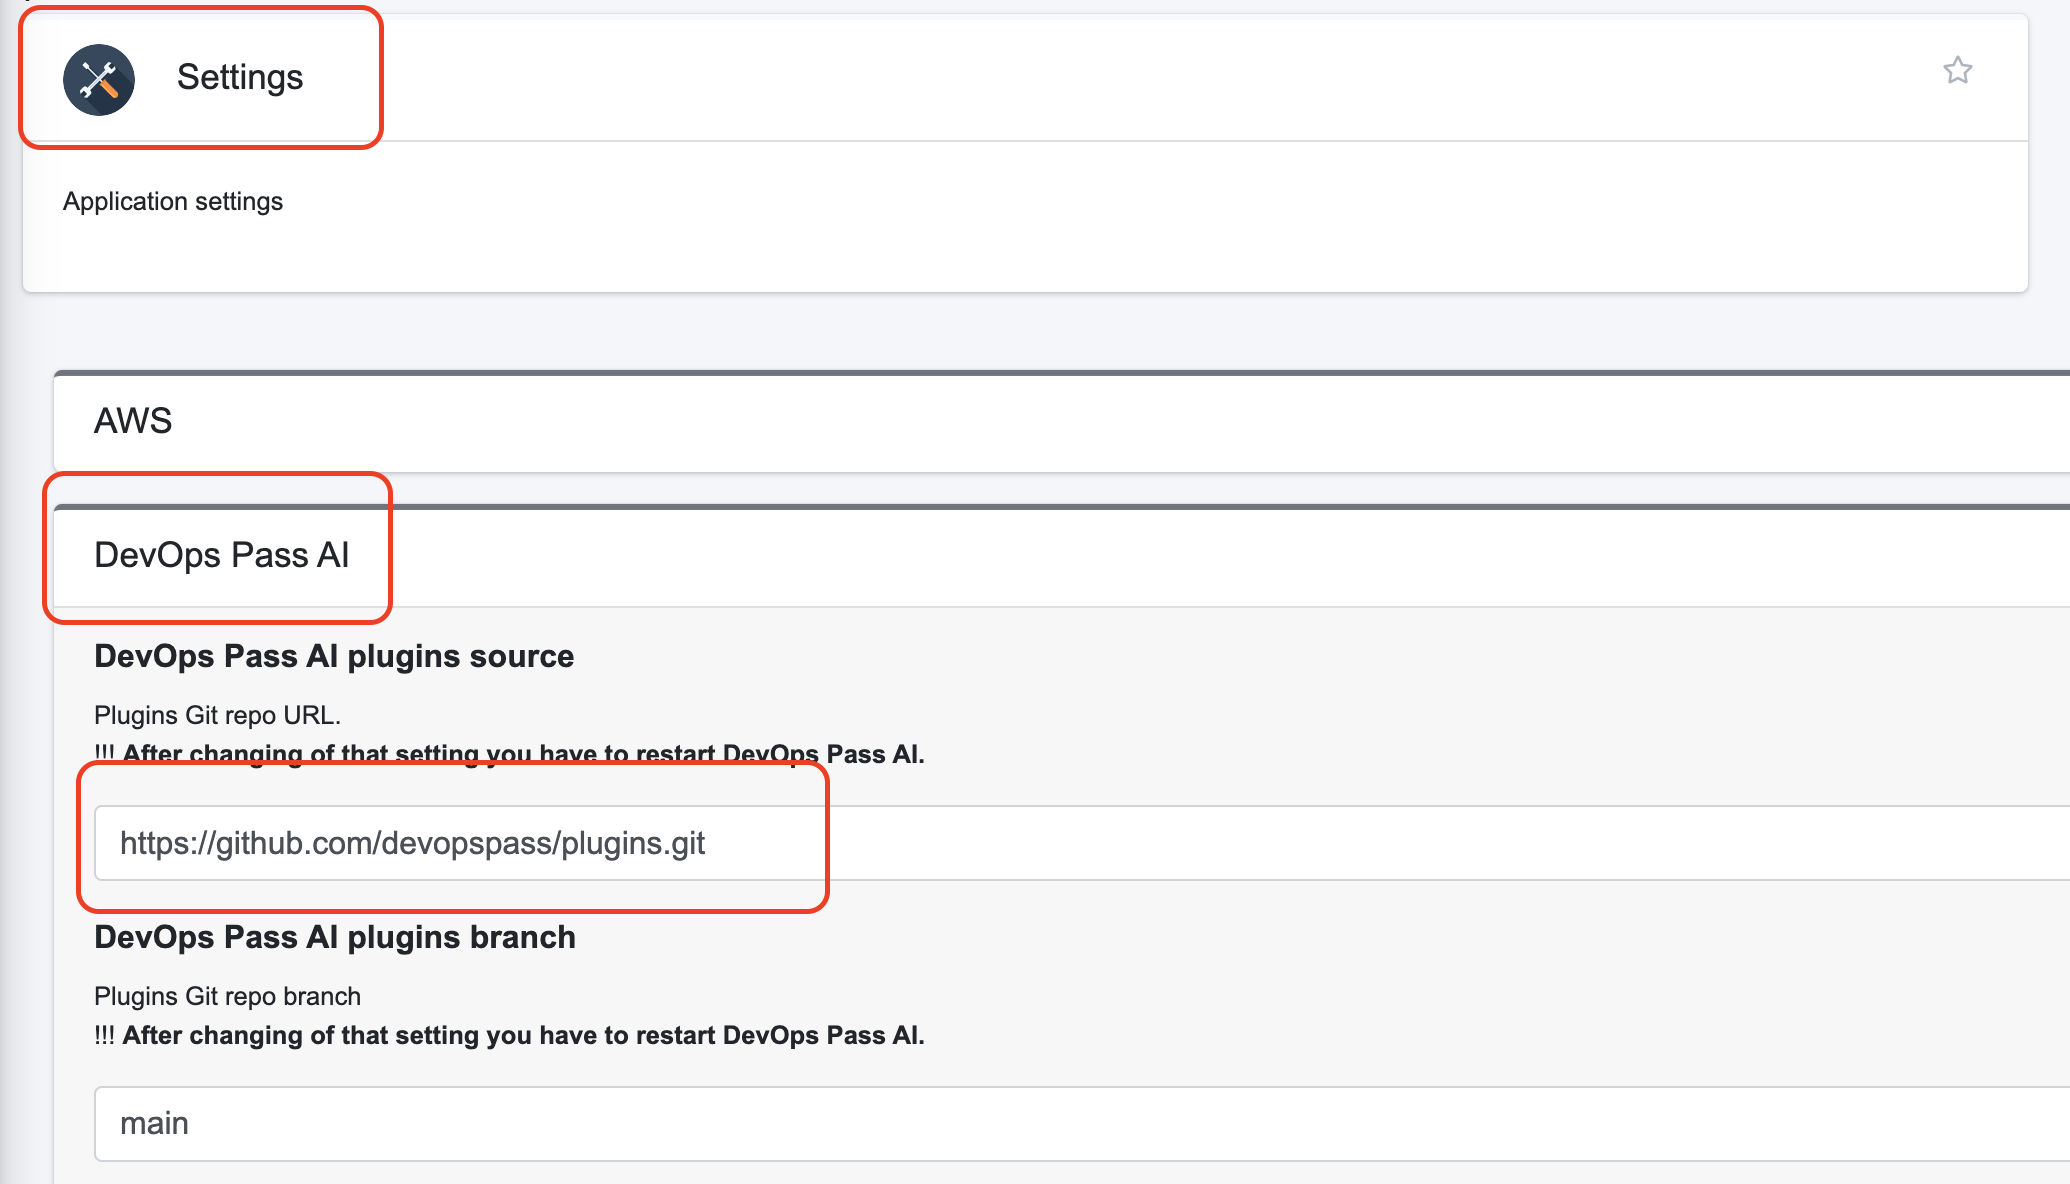 Settings
Application settings
AWS
DevOps Pass AI
DevOps Pass AI plugins source
Plugins Git repo URL.
!!! After changing of that setting you have to restart DevOps Pass AI.
https://github.com/devopspass/plugins.git
DevOps Pass AI plugins branch
Plugins Git repo branch
!!! After changing of that setting you have to restart DevOps Pass AI.
main